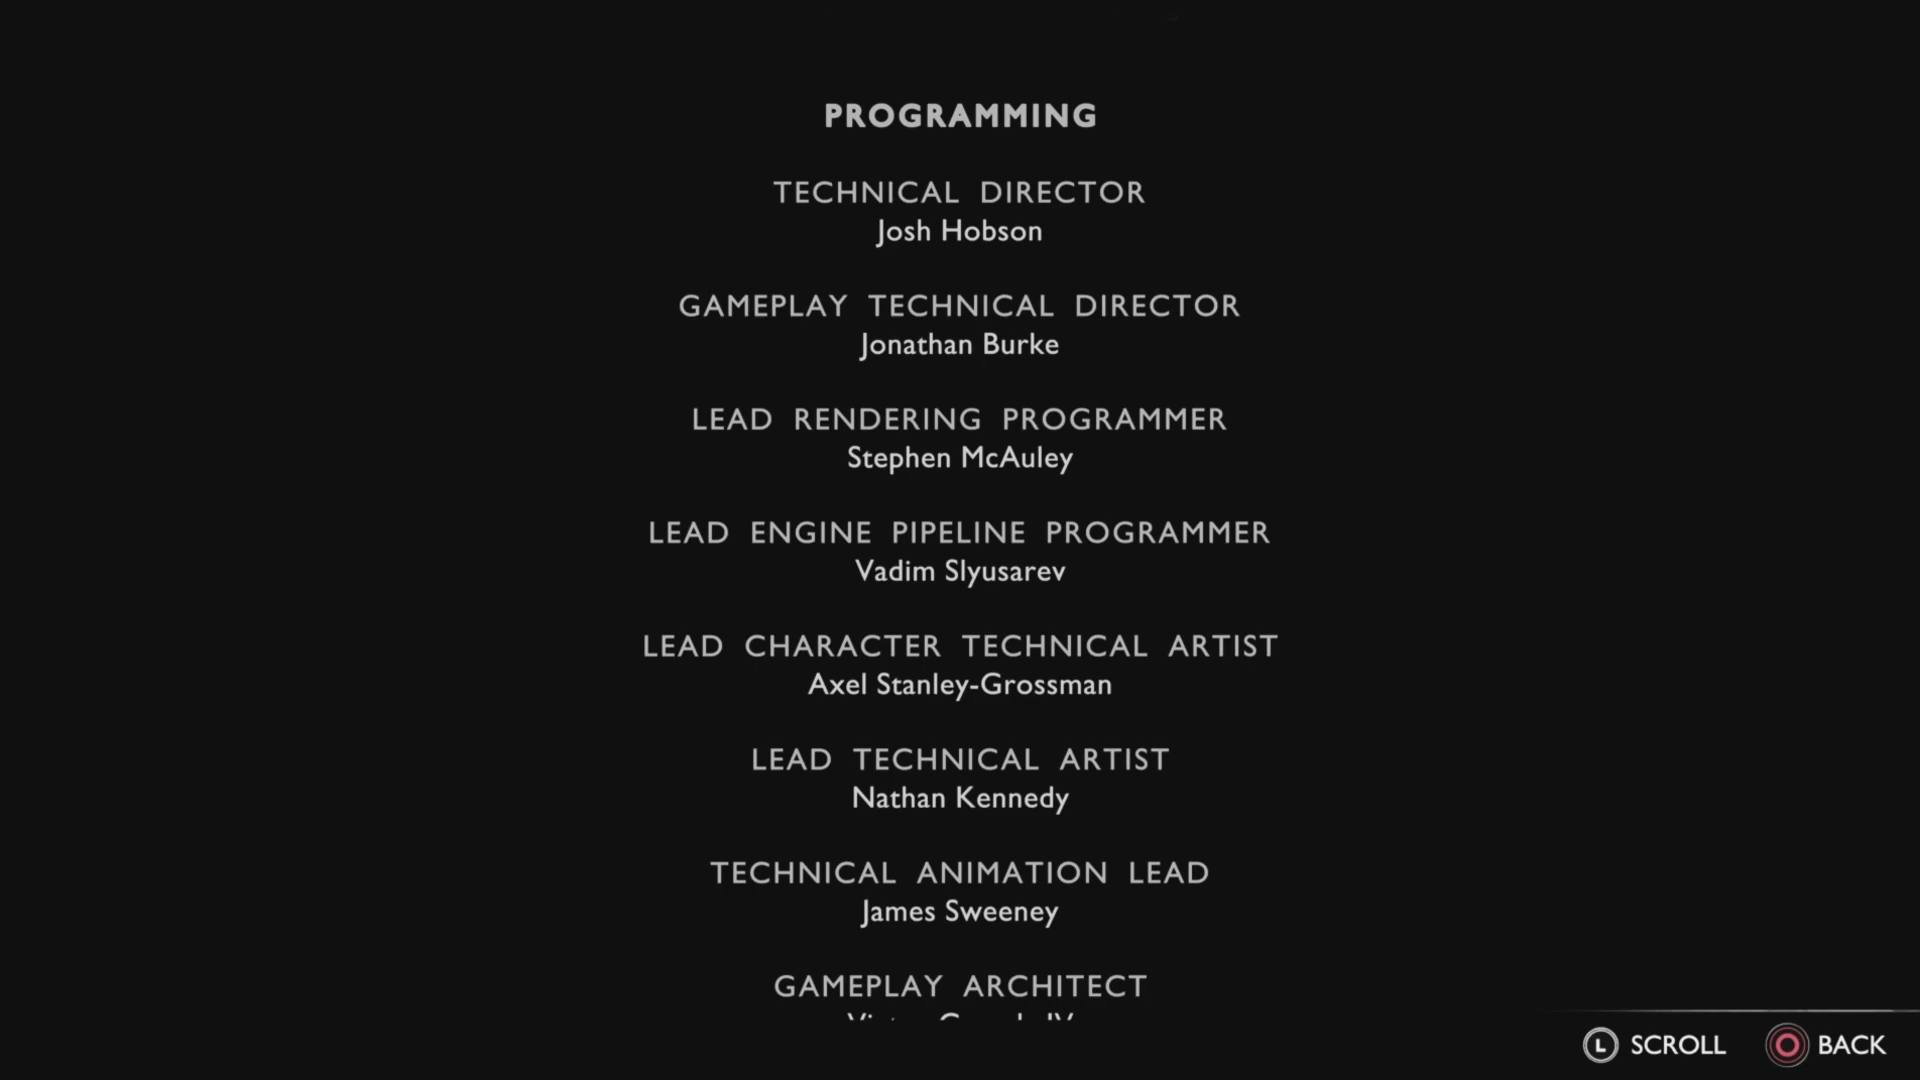 PROGRAMMING
TECHNICAL DIRECTOR
Josh Hobson
GAMEPLAY TECHNICAL DIRECTOR
Jonathan Burke
LEAD RENDERING PROGRAMMER
Stephen McAuley
LEAD ENGINE PIPELINE PROGRAMMER
Vadim Slyusarev
LEAD CHARACTER TECHNICAL ARTIST
Axel Stanley-Grossman
LEAD TECHNICAL ARTIST
Nathan Kennedy
TECHNICAL ANIMATION LEAD
James Sweeney
GAMEPLAY ARCHITECT
L SCROLL BACK